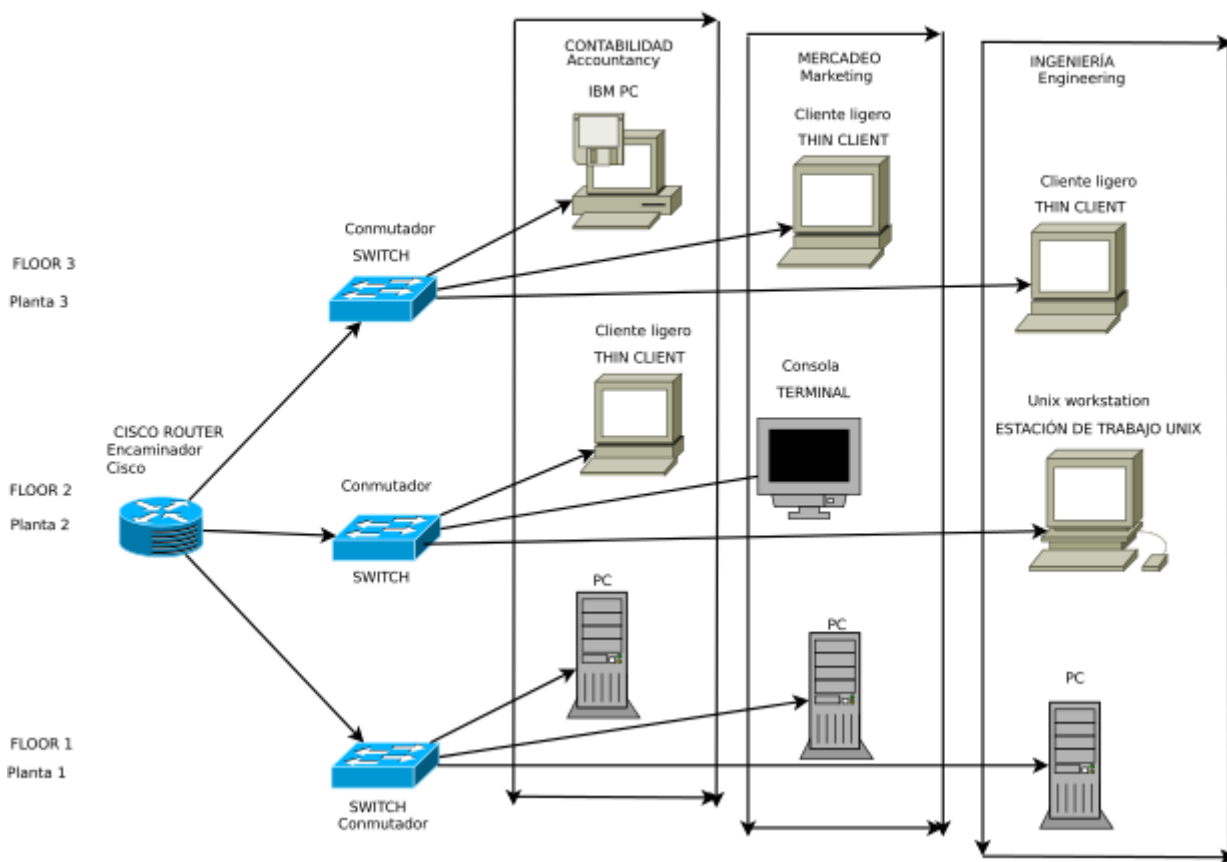 CONTABILIDAD
Accountancy
IBM PC
MERCADEO
Marketing
Cliente ligero
THIN CLIENT
INGENIERÍA
Engineering
Cliente ligero
THIN CLIENT
Conmutador
SWITCH
FLOOR 3
Planta 3
Cliente ligero
THIN CLIENT
Consola
TERMINAL
Unix workstation
ESTACIÓN DE TRABAJO UNIX
CISCO ROUTER
Encaminador
Cisco
FLOOR 2
Planta 2
Conmutador
SWITCH
PC
PC
PC
FLOOR 1
Planta 1
SWITCH
Conmutador